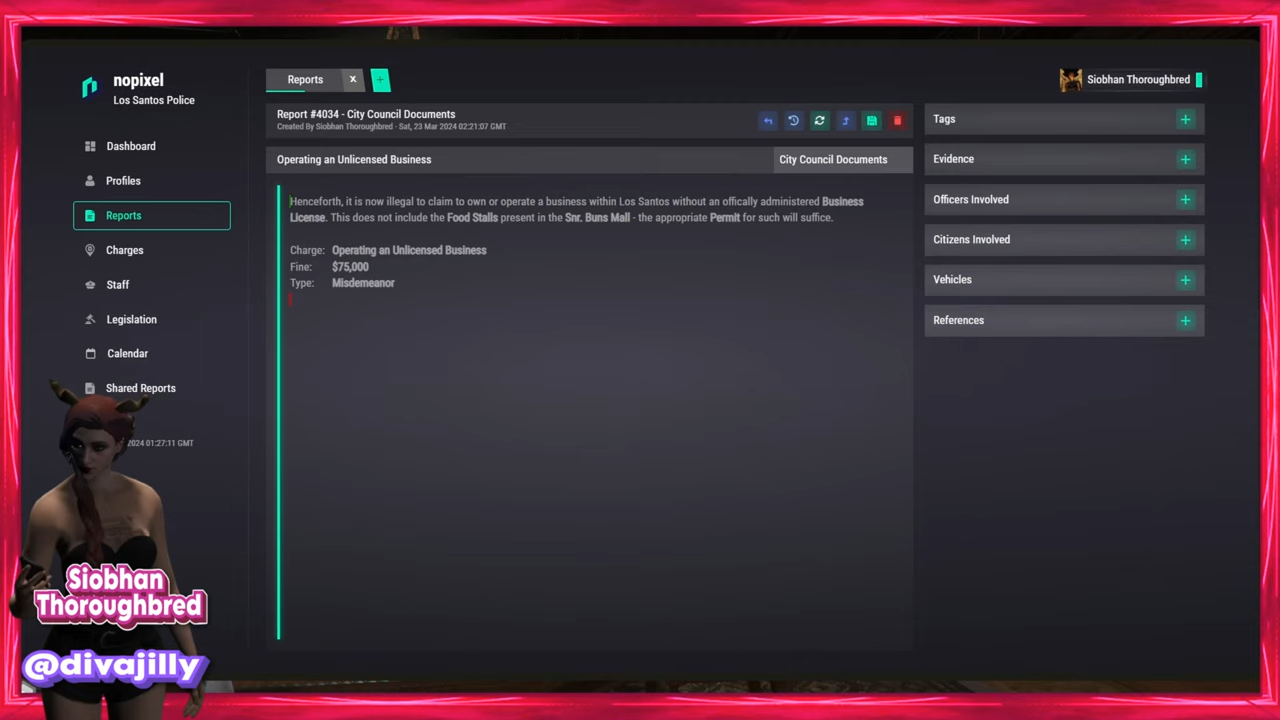 nopixel
Los Santos Police
Reports x +
Siobhan Thoroughbred
Report #4034 - City Council Documents
Created By Siobhan Thoroughbred - Sat, 23 Mar 2024 02:21:07 GMT
Operating an Unlicensed Business
City Council Documents
Henceforth, it is now illegal to claim to own or operate a business within Los Santos without an offically administered Business
License. This does not include the Food Stalls present in the Snr. Buns Mall - the appropriate Permit for such will suffice.
Charge: Operating an Unlicensed Business
Fine: $75,000
Type: Misdemeanor
Dashboard
Profiles
Reports
Charges
Staff
Legislation
Calendar
Shared Reports
2024 01:27:11 GMT
Tags +
Evidence +
Officers Involved +
Citizens Involved +
Vehicles +
References +
Siobhan
Thoroughbred
@divajilly